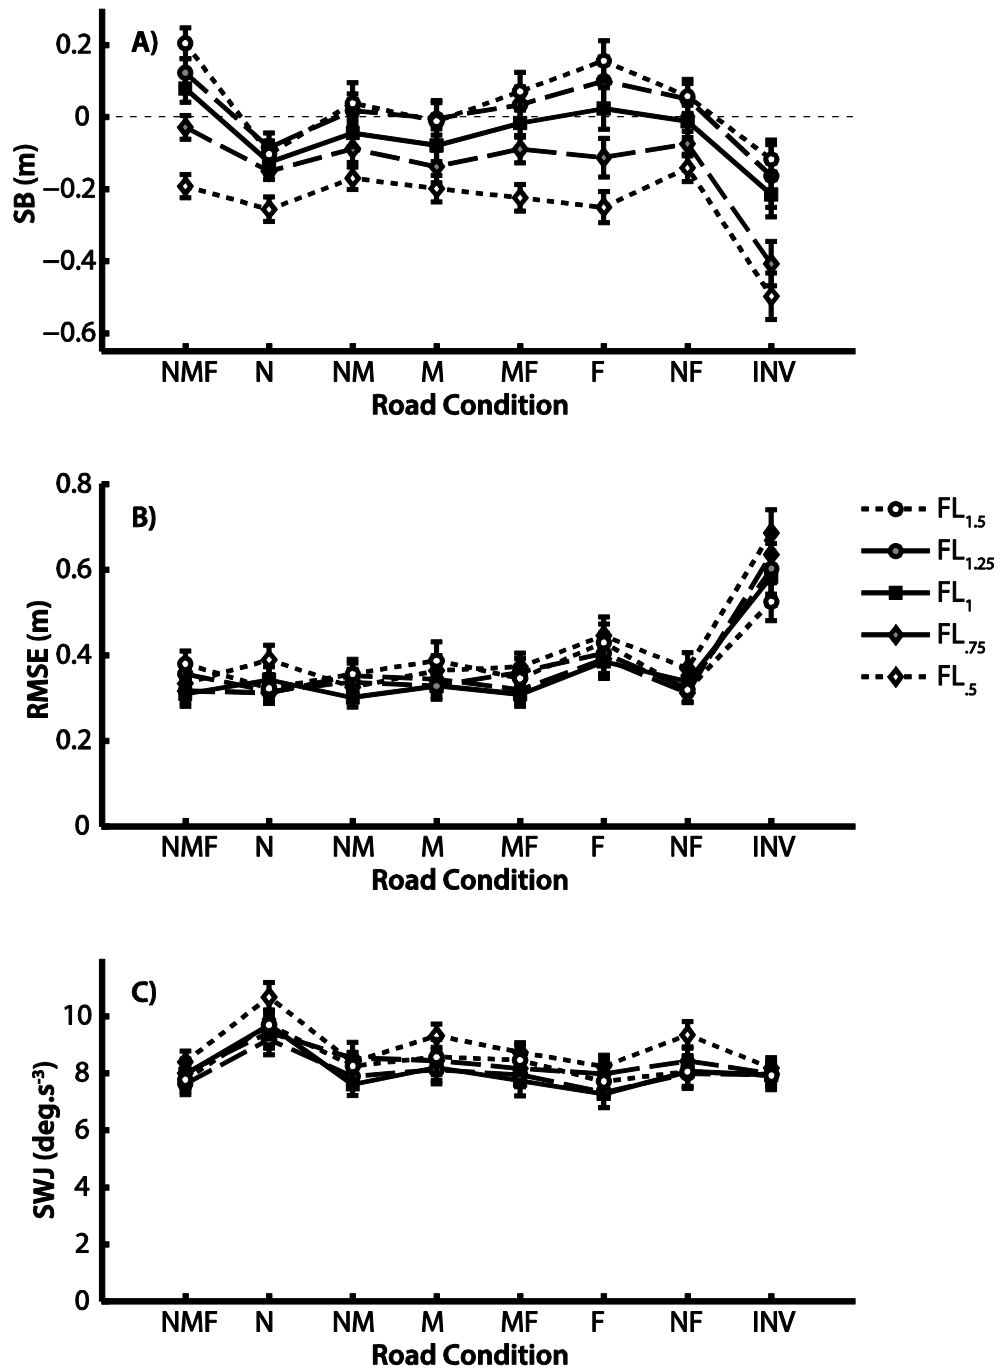 A)
0.2
0
−0.2
−0.4
−0.6
SB (m)
NMF N NM M MF F NF INV
Road Condition
B)
0.8
0.6
0.4
0.2
0
RMSE (m)
NMF N NM M MF F NF INV
Road Condition
FL1.5
FL1.25
FL1
FL.75
FL.5
C)
10
8
6
4
2
0
SWJ (deg.s-3)
NMF N NM M MF F NF INV
Road Condition